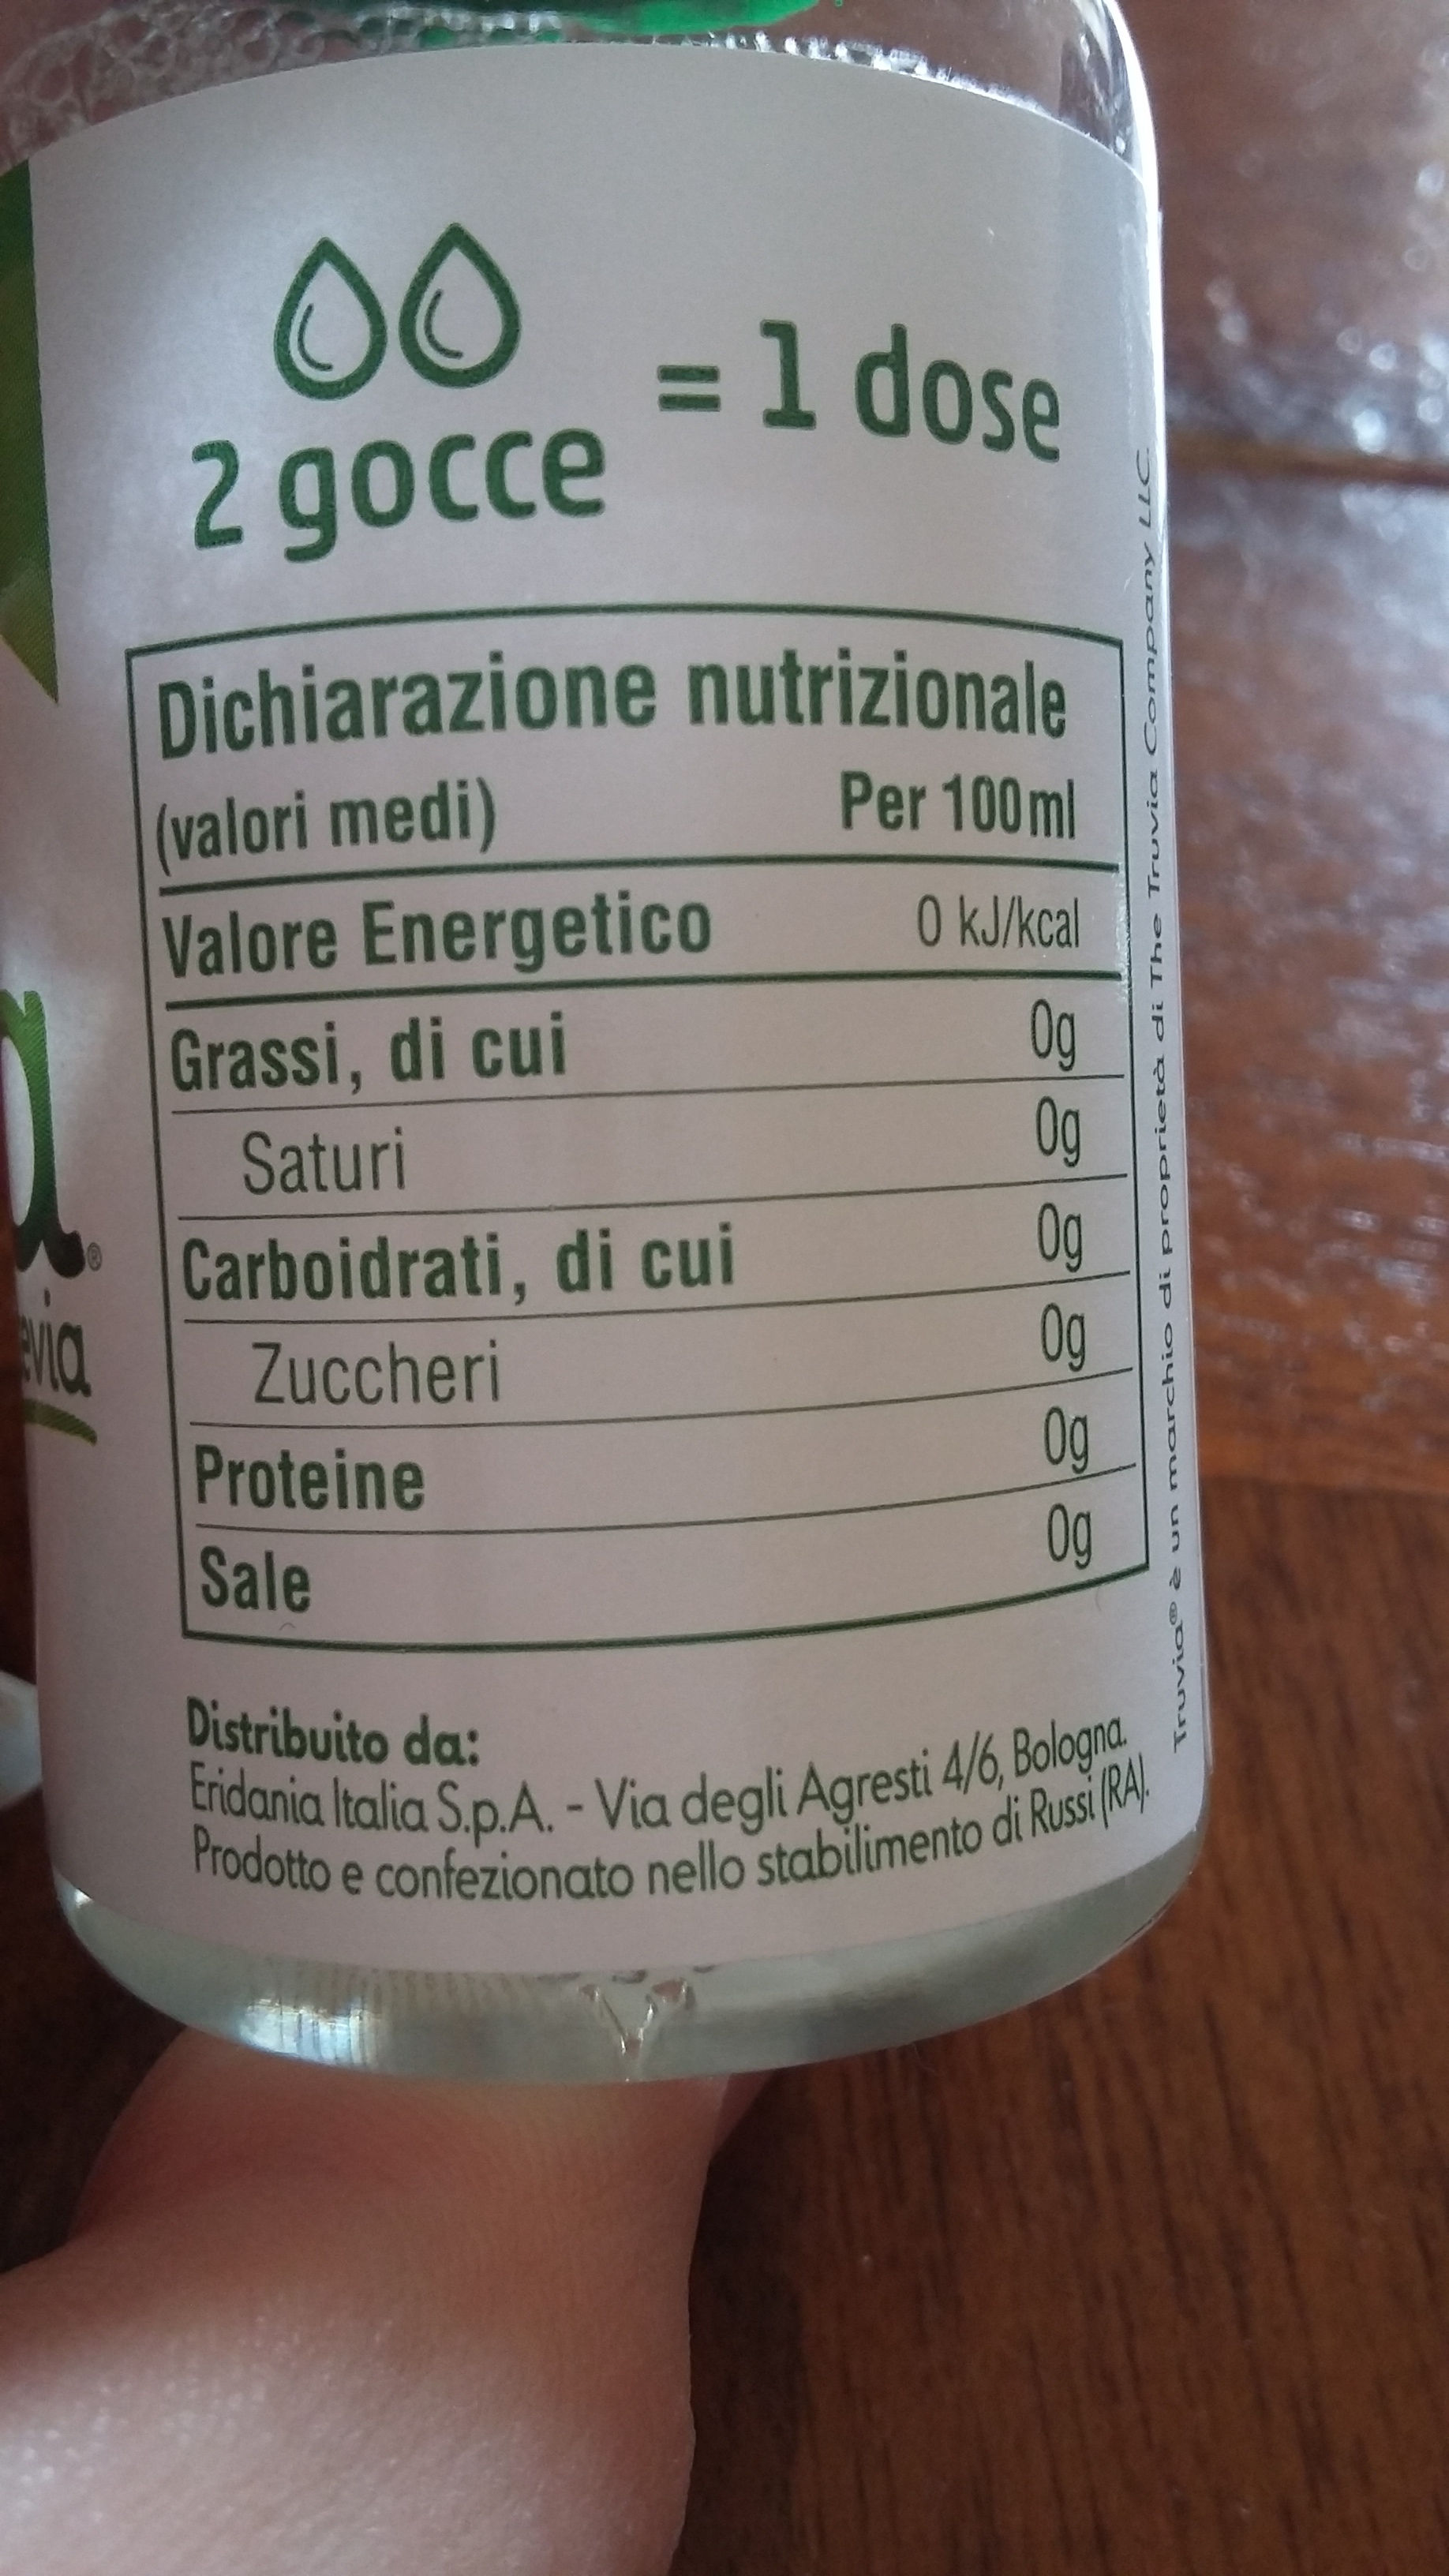 2 gocce = 1 dose
Dichiarazione nutrizionale
(valori medi) Per 100ml
Valore Energetico 0 kJ/kcal
Grassi, di cui 0g
Saturi 0g
Carboidrati, di cui 0g
Zuccheri 0g
Proteine 0g
Sale 0g
Distribuito da:
Eridania Italia S.p.A. - Via degli Agresti 4/6, Bologna.
Prodotto e confezionato nello stabilimento di Russi (RA).
Truvia® è un marchio di proprietà di The Truvia Company LLC.